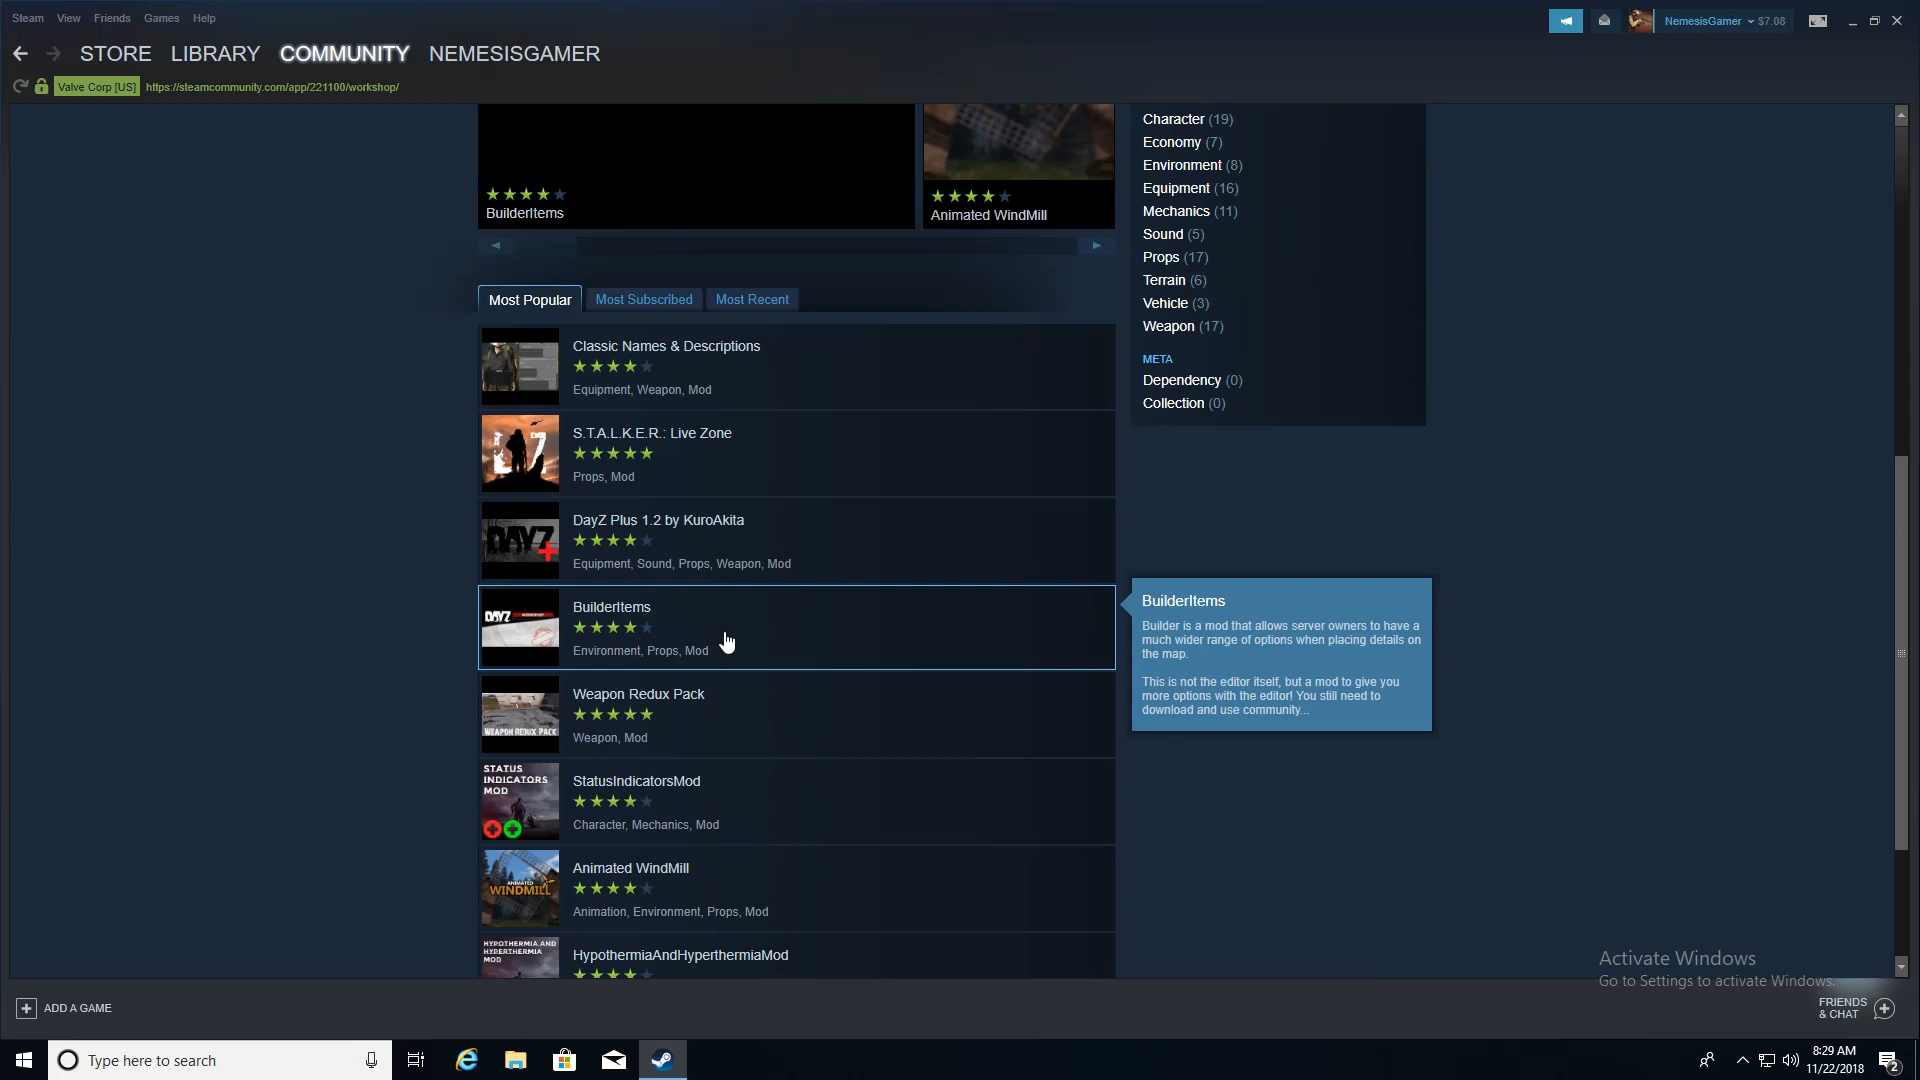 Steam View Friends Games Help
NemesisGamer $7.08
STORE LIBRARY COMMUNITY NEMESISGAMER
Valve Corp [US] https://steamcommunity.com/app/221100/workshop/
BuilderItems
Animated WindMill
Character (19)
Economy (7)
Environment (8)
Equipment (16)
Mechanics (11)
Sound (5)
Props (17)
Terrain (6)
Vehicle (3)
Weapon (17)
META
Dependency (0)
Collection (0)
Most Popular Most Subscribed Most Recent
Classic Names & Descriptions
Equipment, Weapon, Mod
LZ
S.T.A.L.K.E.R.: Live Zone
Props, Mod
DAYZ
DayZ Plus 1.2 by KuroAkita
Equipment, Sound, Props, Weapon, Mod
DAYZ
BuilderItems
Environment, Props, Mod
BuilderItems
Builder is a mod that allows server owners to have a
much wider range of options when placing details on
the map.
This is not the editor itself, but a mod to give you
more options with the editor! You still need to
download and use community...
WEAPON REDUX PACK
Weapon Redux Pack
Weapon, Mod
STATUS
INDICATORS
MOD
StatusIndicatorsMod
Character, Mechanics, Mod
ANIMATED
WINDMILL
Animated WindMill
Animation, Environment, Props, Mod
HYPOTHERMIA AND
HYPERTHERMIA
MOD
HypothermiaAndHyperthermiaMod
Activate Windows
Go to Settings to activate Windows.
ADD A GAME
FRIENDS
& CHAT
Type here to search
8:29 AM
11/22/2018
2